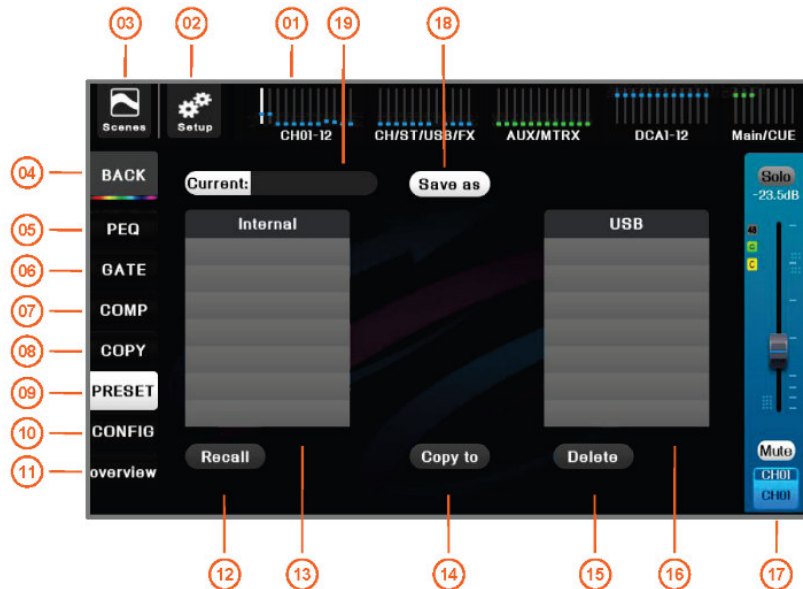 03 02 01 19 18
Scenes Setup CH01-12 CH/ST/USB/FX AUX/MTRX DCA1-12 Main/CUE
04 BACK Current: Save as Solo
-23.5dB
05 PEQ Internal USB 48
G
06 GATE C
07 COMP
08 COPY
09 PRESET
10 CONFIG
Recall Copy to Delete Mute
11 overview CH01
CH01
12 13 14 15 16 17